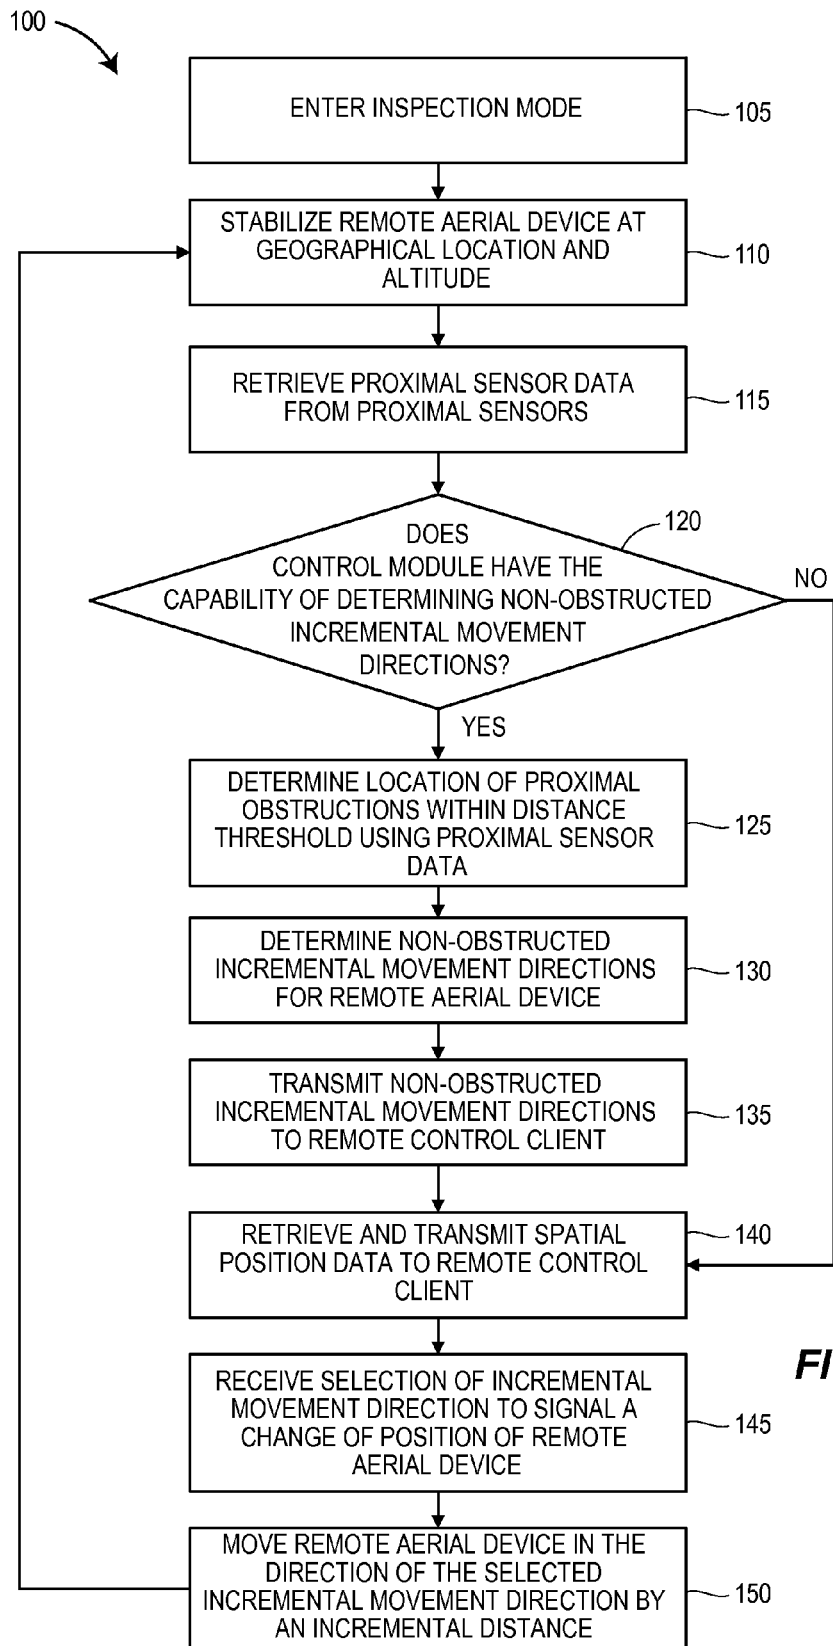 100
ENTER INSPECTION MODE
105
STABILIZE REMOTE AERIAL DEVICE AT
GEOGRAPHICAL LOCATION AND
ALTITUDE
110
RETRIEVE PROXIMAL SENSOR DATA
FROM PROXIMAL SENSORS
115
120
DOES
CONTROL MODULE HAVE THE
CAPABILITY OF DETERMINING NON-OBSTRUCTED
INCREMENTAL MOVEMENT
DIRECTIONS?
NO
YES
DETERMINE LOCATION OF PROXIMAL
OBSTRUCTIONS WITHIN DISTANCE
THRESHOLD USING PROXIMAL SENSOR
DATA
125
DETERMINE NON-OBSTRUCTED
INCREMENTAL MOVEMENT DIRECTIONS
FOR REMOTE AERIAL DEVICE
130
TRANSMIT NON-OBSTRUCTED
INCREMENTAL MOVEMENT DIRECTIONS
TO REMOTE CONTROL CLIENT
135
RETRIEVE AND TRANSMIT SPATIAL
POSITION DATA TO REMOTE CONTROL
CLIENT
140
FI
RECEIVE SELECTION OF INCREMENTAL
MOVEMENT DIRECTION TO SIGNAL A
CHANGE OF POSITION OF REMOTE
AERIAL DEVICE
145
MOVE REMOTE AERIAL DEVICE IN THE
DIRECTION OF THE SELECTED
INCREMENTAL MOVEMENT DIRECTION BY
AN INCREMENTAL DISTANCE
150